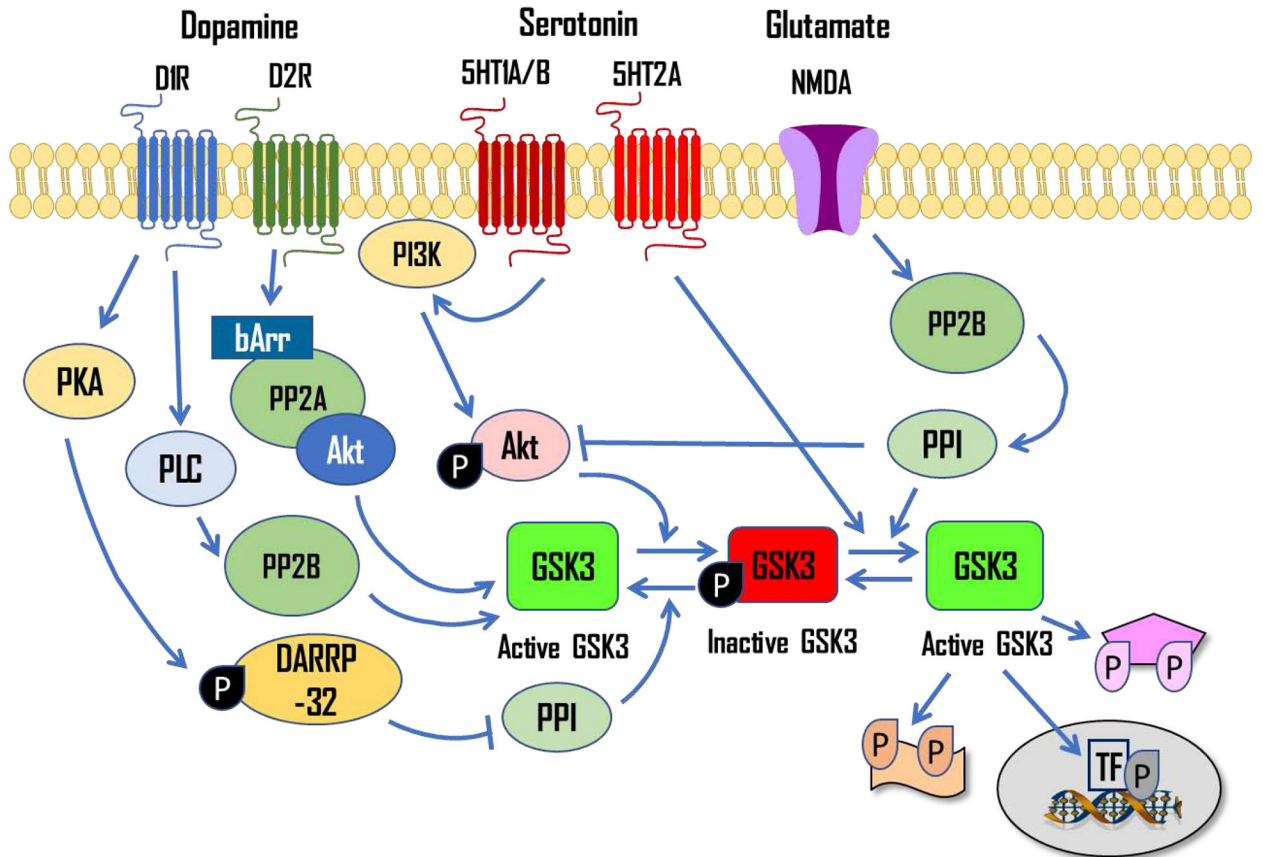 Dopamine
Serotonin
Glutamate
D1R
D2R
5HT1A/B
5HT2A
NMDA
PI3K
bArr
PP2B
PKA
PP2A
Akt
PLC
P
Akt
PPI
PP2B
GSK3
P
GSK3
GSK3
Active GSK3
Inactive GSK3
Active GSK3
P
DARRP
-32
PPI
P
P
P
P
TF
P